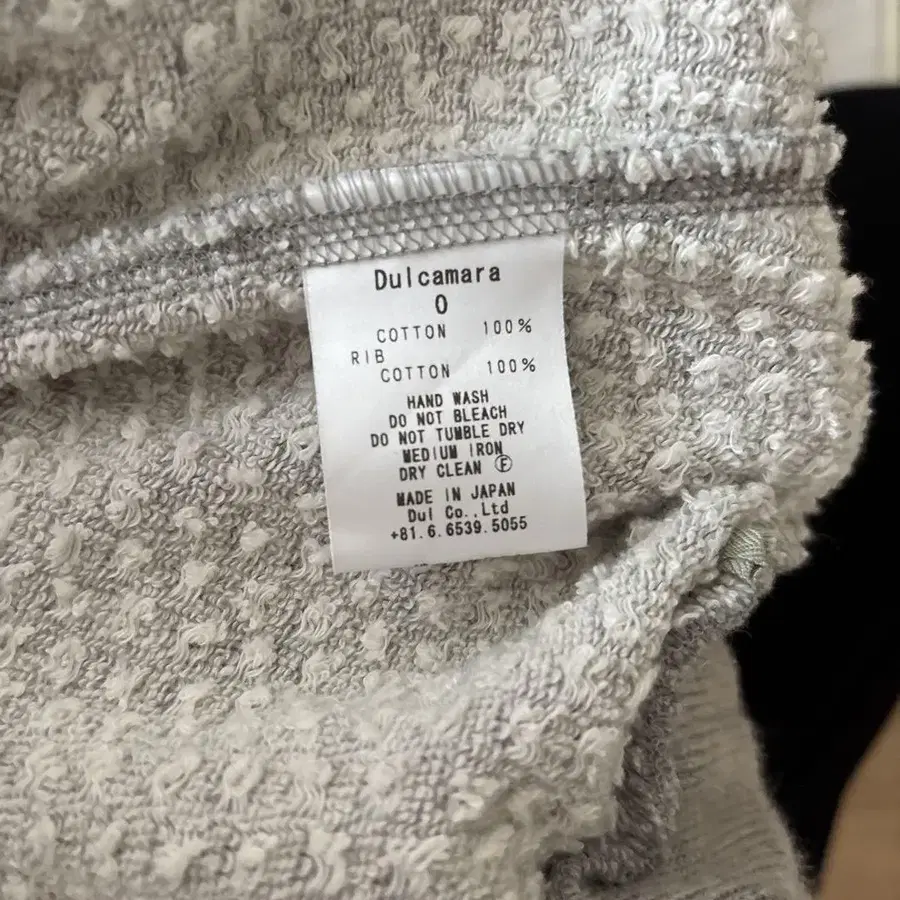 Dulcamara
0
COTTON 100%
RIB
COTTON 100%
HAND WASH
DO NOT BLEACH
DO NOT TUMBLE DRY
MEDIUM IRON
DRY CLEAN Ⓕ
MADE IN JAPAN
Dul Co.,Ltd
+81.6.6539.5055